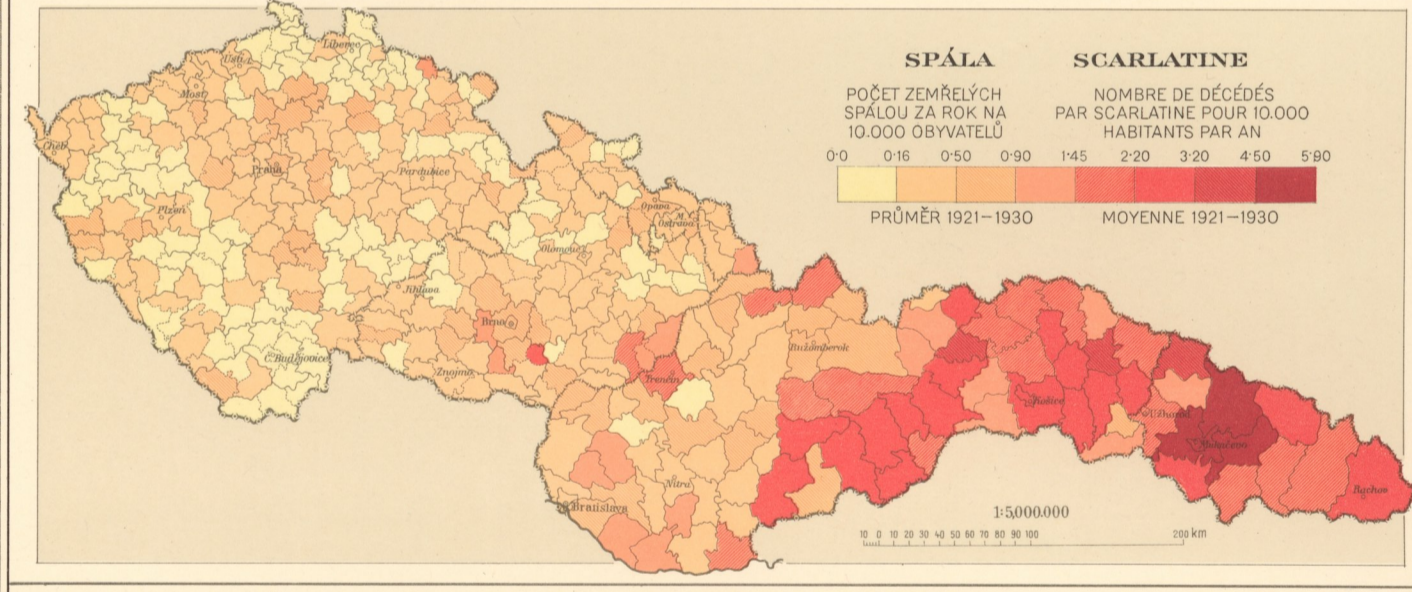 SPÁLA
SCARLATINE
POČET ZEMŘELÝCH
SPÁLOU ZA ROK NA
10.000 OBYVATELŮ
NOMBRE DE DÉCÉDÉS
PAR SCARLATINE POUR 10.000
HABITANTS PAR AN
0·0 0·16 0·50 0·90 1·45 2·20 3·20 4·50 5·90
PRŮMĚR 1921–1930
MOYENNE 1921–1930
Liberec
Ústí
Most
Cheb
Praha
Pardubice
Plzeň
Opava
M. Ostrava
Olomouc
Jihlava
Brno
Č. Budějovice
Znojmo
Ružomberok
Trenčín
Košice
Užhorod
Mukačevo
Nitra
Bratislava
Rachov
1:5,000.000
10 0 10 20 30 40 50 60 70 80 90 100 200 km